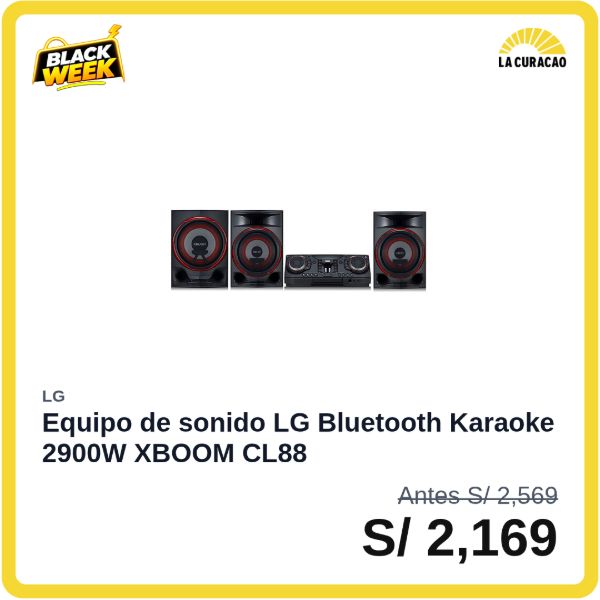 BLACK
WEEK
LA CURACAO
LG
Equipo de sonido LG Bluetooth Karaoke
2900W XBOOM CL88
Antes S/ 2,569
S/ 2,169